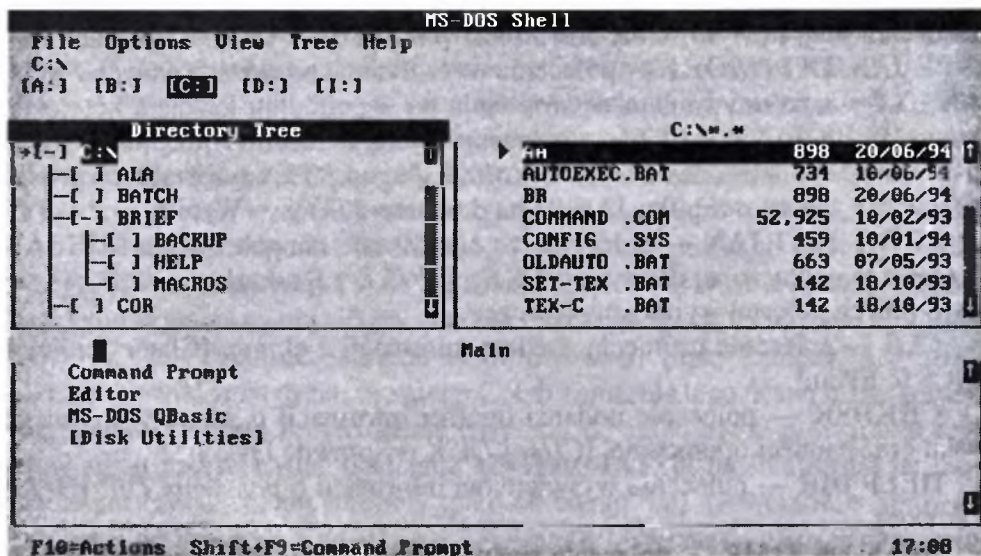 MS-DOS Shell
File Options View Tree Help
C:\
[A:] [B:] [C:] [D:] [I:]
Directory Tree
[-] C:\
[ ] ALA
[ ] BATCH
[-] BRIEF
[ ] BACKUP
[ ] HELP
[ ] MACROS
[ ] COR
C:\*.*
AA 898 20/06/94
AUTOEXEC.BAT 734 10/06/94
BR 898 20/06/94
COMMAND .COM 52,925 10/02/93
CONFIG .SYS 459 10/01/94
OLDAUTO .BAT 663 07/05/93
SET-TEX .BAT 142 18/10/93
TEX-C .BAT 142 18/10/93
Main
Command Prompt
Editor
MS-DOS QBasic
[Disk Utilities]
F10=Actions Shift+F9=Command Prompt 17:08